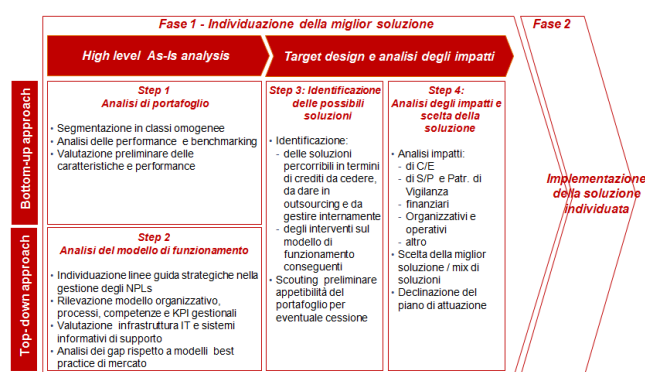 Fase 1 - Individuazione della miglior soluzione
Fase 2
High level As-Is analysis
Target design e analisi degli impatti
Bottom-up approach
Step 1
Analisi di portafoglio
• Segmentazione in classi omogenee
• Analisi delle performance e benchmarking
• Valutazione preliminare delle
caratteristiche e performance
Top-down approach
Step 2
Analisi del modello di funzionamento
• Individuazione linee guida strategiche nella
gestione degli NPLs
• Rilevazione modello organizzativo,
processi, competenze e KPI gestionali
• Valutazione infrastruttura IT e sistemi
informativi di supporto
• Analisi dei gap rispetto a modelli best
practice di mercato
Step 3: Identificazione
delle possibili
soluzioni
• Identificazione:
- delle soluzioni
percorribili in termini
di crediti da cedere,
da dare in
outsourcing e da
gestire internamente
- degli interventi sul
modello di
funzionamento
conseguenti
• Scouting preliminare
appetibilità del
portafoglio per
eventuale cessione
Step 4:
Analisi degli impatti e
scelta della
soluzione
• Analisi impatti:
- di C/E
- di S/P e Patr. di
Vigilanza
- finanziari
- Organizzativi e
operativi
- altro
• Scelta della miglior
soluzione / mix di
soluzioni
• Declinazione del
piano di attuazione
Implementazione
della soluzione
individuata